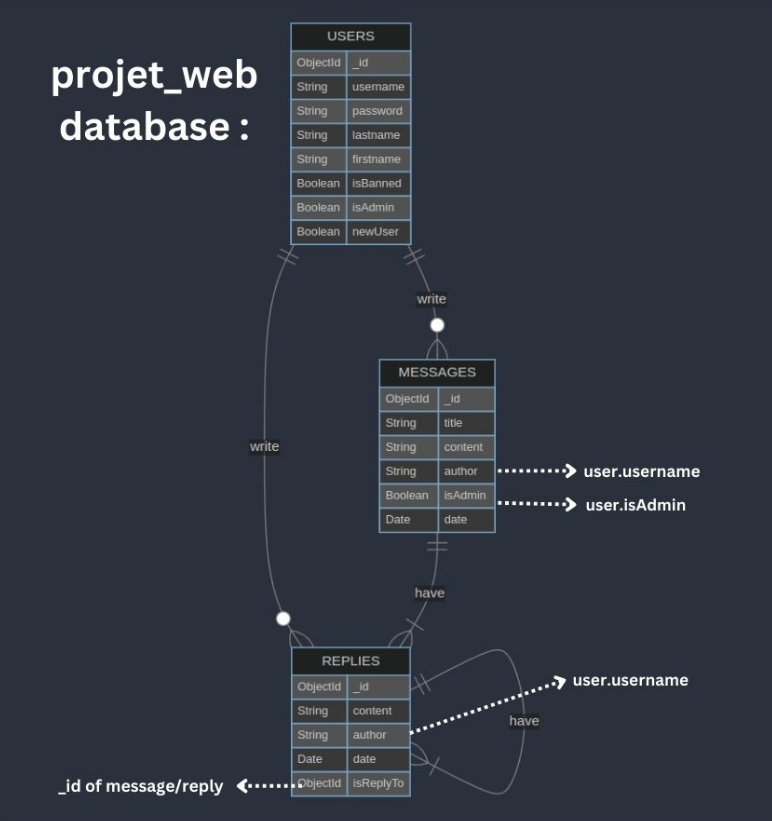 projet_web
database :
USERS
ObjectId _id
String username
String password
String lastname
String firstname
Boolean isBanned
Boolean isAdmin
Boolean newUser
write
MESSAGES
ObjectId _id
String title
String content
String author
user.username
Boolean isAdmin
user.isAdmin
Date date
write
have
REPLIES
ObjectId _id
String content
String author
user.username
Date date
ObjectId isReplyTo
have
_id of message/reply